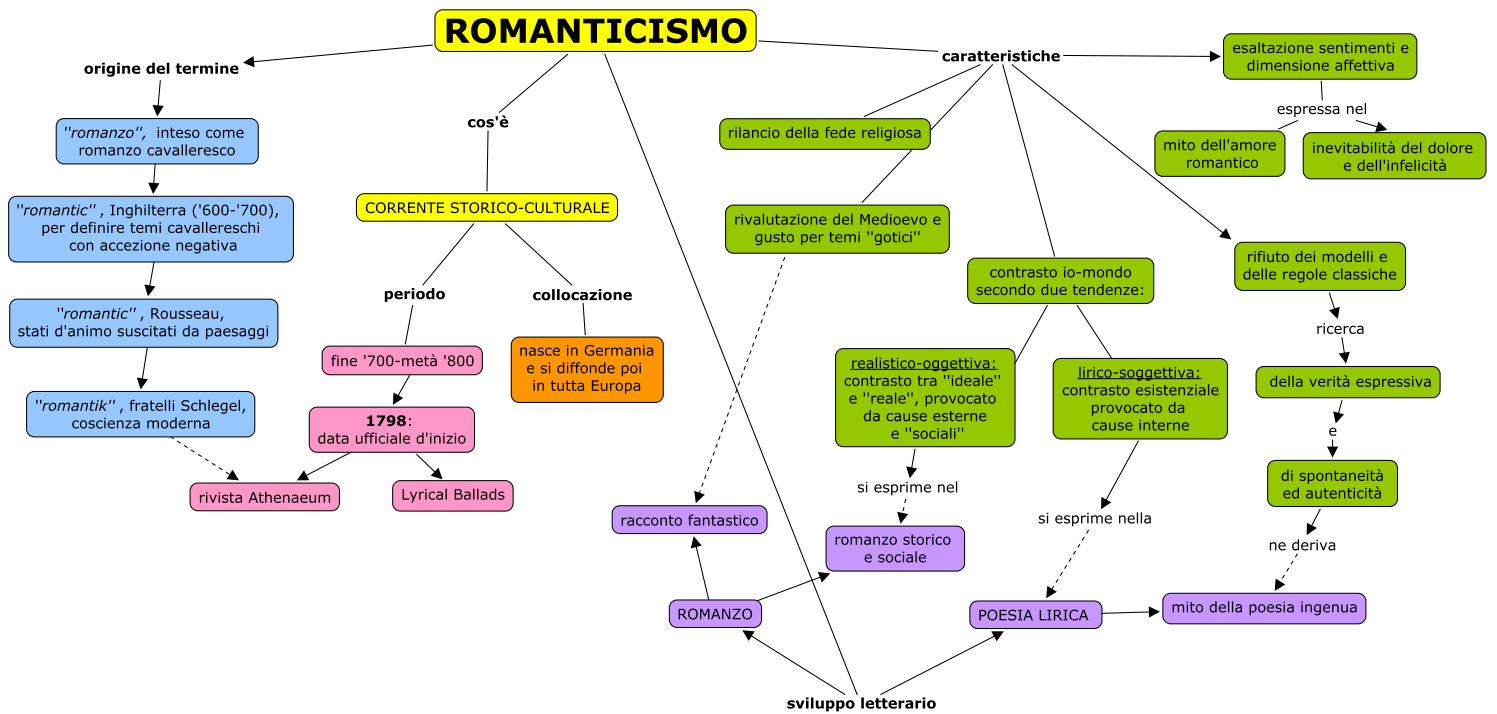 ROMANTICISMO
origine del termine
"romanzo", inteso come
romanzo cavalleresco
"romantic" , Inghilterra ('600-'700),
per definire temi cavallereschi
con accezione negativa
"romantic" , Rousseau,
stati d'animo suscitati da paesaggi
"romantik" , fratelli Schlegel,
coscienza moderna
cos'è
CORRENTE STORICO-CULTURALE
periodo
collocazione
fine '700-metà '800
nasce in Germania
e si diffonde poi
in tutta Europa
1798:
data ufficiale d'inizio
rivista Athenaeum
Lyrical Ballads
caratteristiche
rilancio della fede religiosa
rivalutazione del Medioevo e
gusto per temi "gotici"
contrasto io-mondo
secondo due tendenze:
realistico-oggettiva:
contrasto tra "ideale"
e "reale", provocato
da cause esterne
e "sociali"
si esprime nel
romanzo storico
e sociale
lirico-soggettiva:
contrasto esistenziale
provocato da
cause interne
si esprime nella
esaltazione sentimenti e
dimensione affettiva
espressa nel
mito dell'amore
romantico
inevitabilità del dolore
e dell'infelicità
rifiuto dei modelli e
delle regole classiche
ricerca
della verità espressiva
e
di spontaneità
ed autenticità
ne deriva
mito della poesia ingenua
racconto fantastico
ROMANZO
POESIA LIRICA
sviluppo letterario